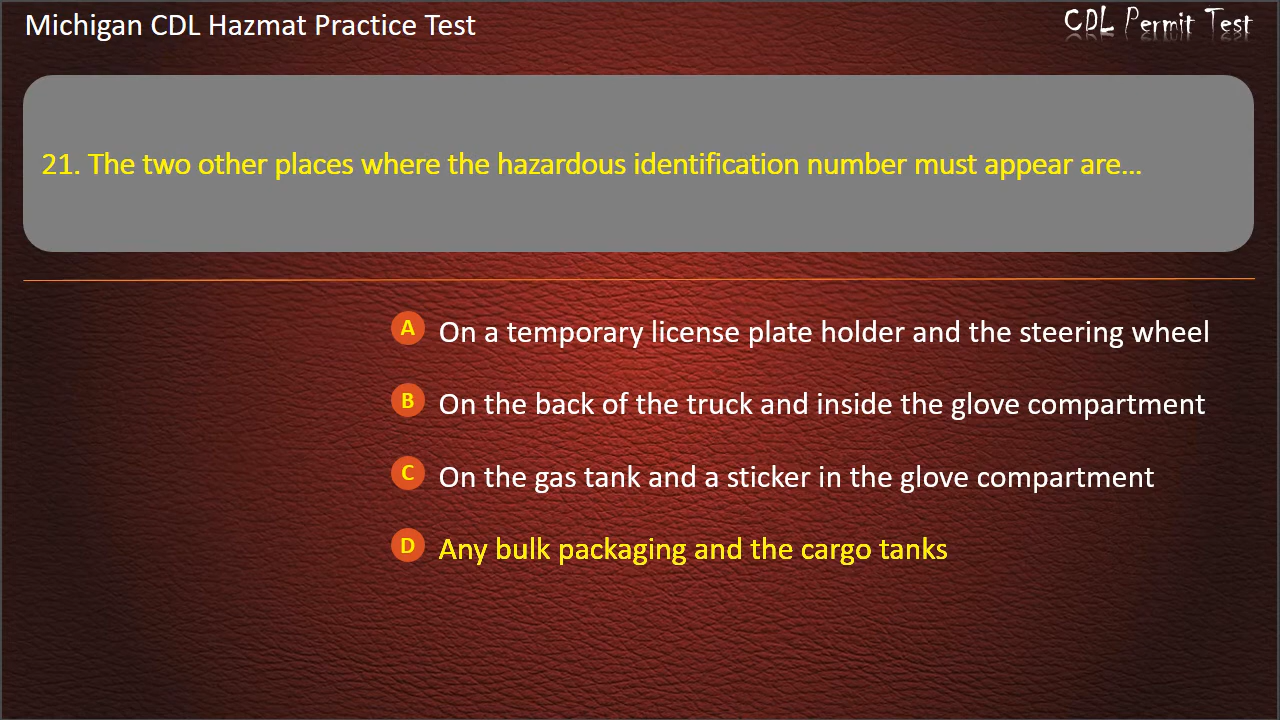 Michigan CDL Hazmat Practice Test
CDL Permit Test
21. The two other places where the hazardous identification number must appear are…
A On a temporary license plate holder and the steering wheel
B On the back of the truck and inside the glove compartment
C On the gas tank and a sticker in the glove compartment
D Any bulk packaging and the cargo tanks